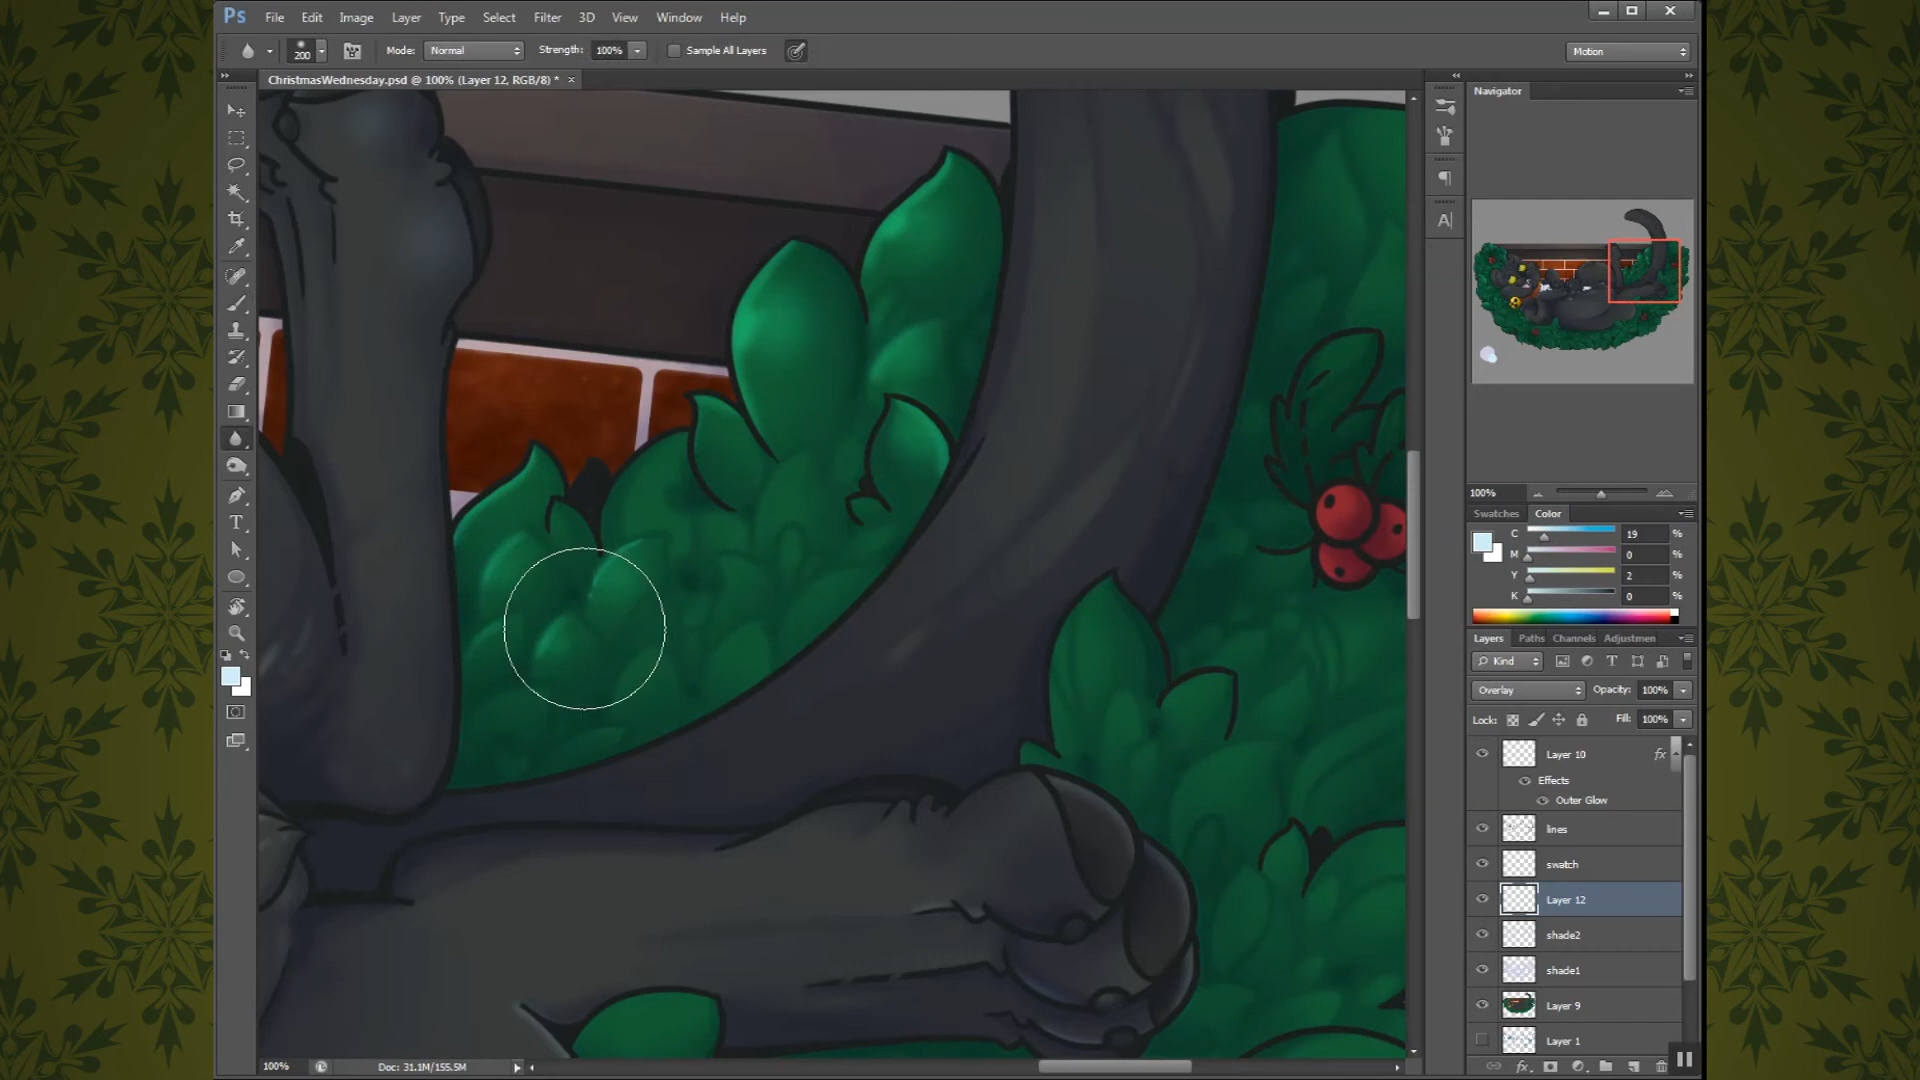 Ps File Edit Image Layer Type Select Filter 3D View Window Help
200 Mode: Normal Strength: 100% Sample All Layers Motion
ChristmasWednesday.psd @ 100% (Layer 12, RGB/8) * ×
Navigator
100%
Swatches Color
C 19 %
M 0 %
Y 2 %
K 0 %
Layers Paths Channels Adjustmen
Kind
Overlay Opacity: 100%
Lock: Fill: 100%
Layer 10 fx
Effects
Outer Glow
lines
swatch
Layer 12
shade2
shade1
Layer 9
Layer 1
100% Doc: 31.1M/155.5M